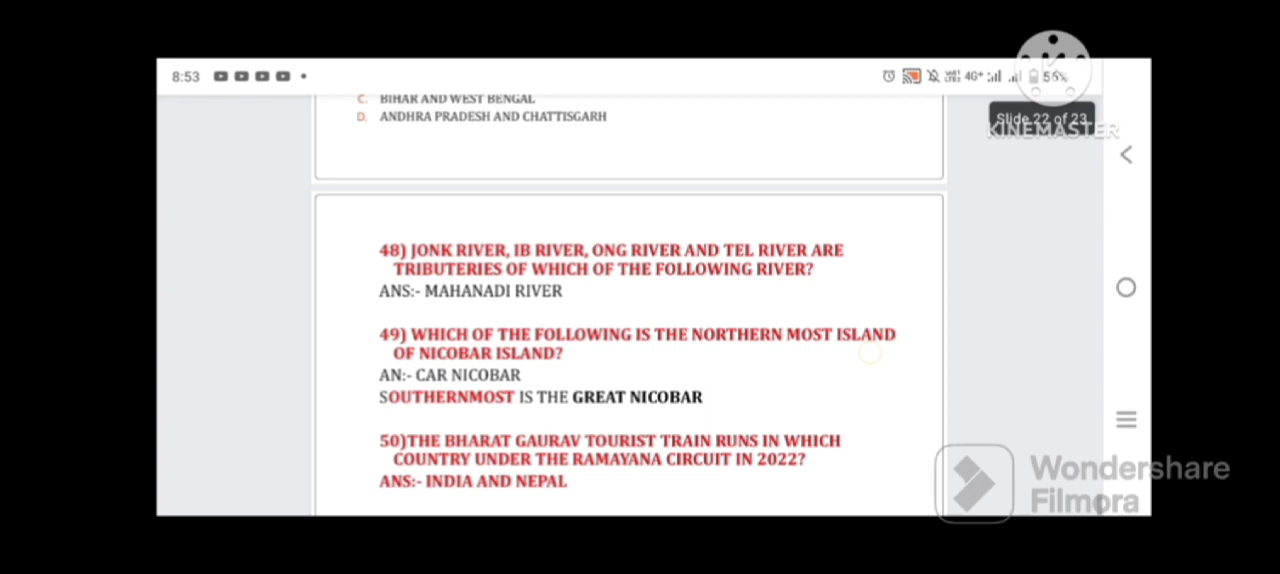 8:53
4G+ 56%
C. BIHAR AND WEST BENGAL
D. ANDHRA PRADESH AND CHATTISGARH
Slide 22 of 23
KINEMASTER
48) JONK RIVER, IB RIVER, ONG RIVER AND TEL RIVER ARE
TRIBUTERIES OF WHICH OF THE FOLLOWING RIVER?
ANS:- MAHANADI RIVER
49) WHICH OF THE FOLLOWING IS THE NORTHERN MOST ISLAND
OF NICOBAR ISLAND?
AN:- CAR NICOBAR
SOUTHERNMOST IS THE GREAT NICOBAR
50)THE BHARAT GAURAV TOURIST TRAIN RUNS IN WHICH
COUNTRY UNDER THE RAMAYANA CIRCUIT IN 2022?
ANS:- INDIA AND NEPAL
Wondershare
Filmora